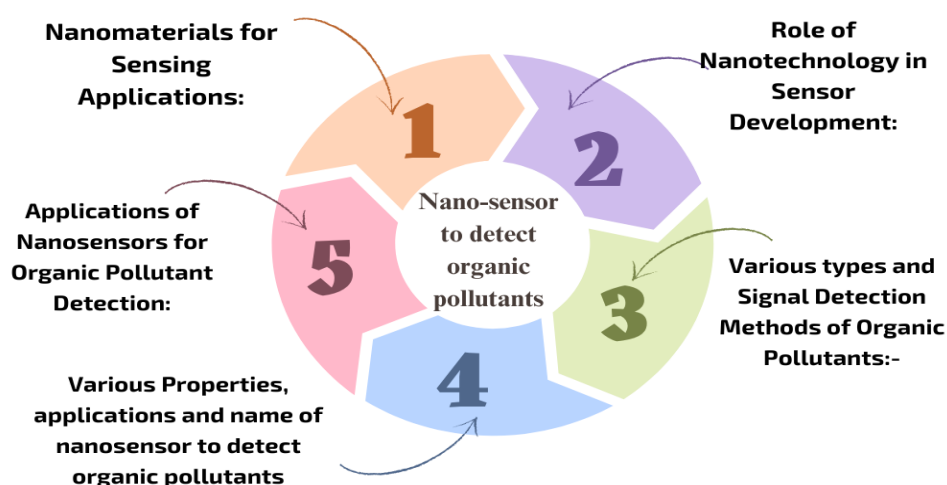 Nanomaterials for
Sensing
Applications:
1
Role of
Nanotechnology in
Sensor
Development:
2
Various types and
Signal Detection
Methods of Organic
Pollutants:-
3
Various Properties,
applications and name of
nanosensor to detect
organic pollutants
4
Applications of
Nanosensors for
Organic Pollutant
Detection:
5
Nano-sensor
to detect
organic
pollutants